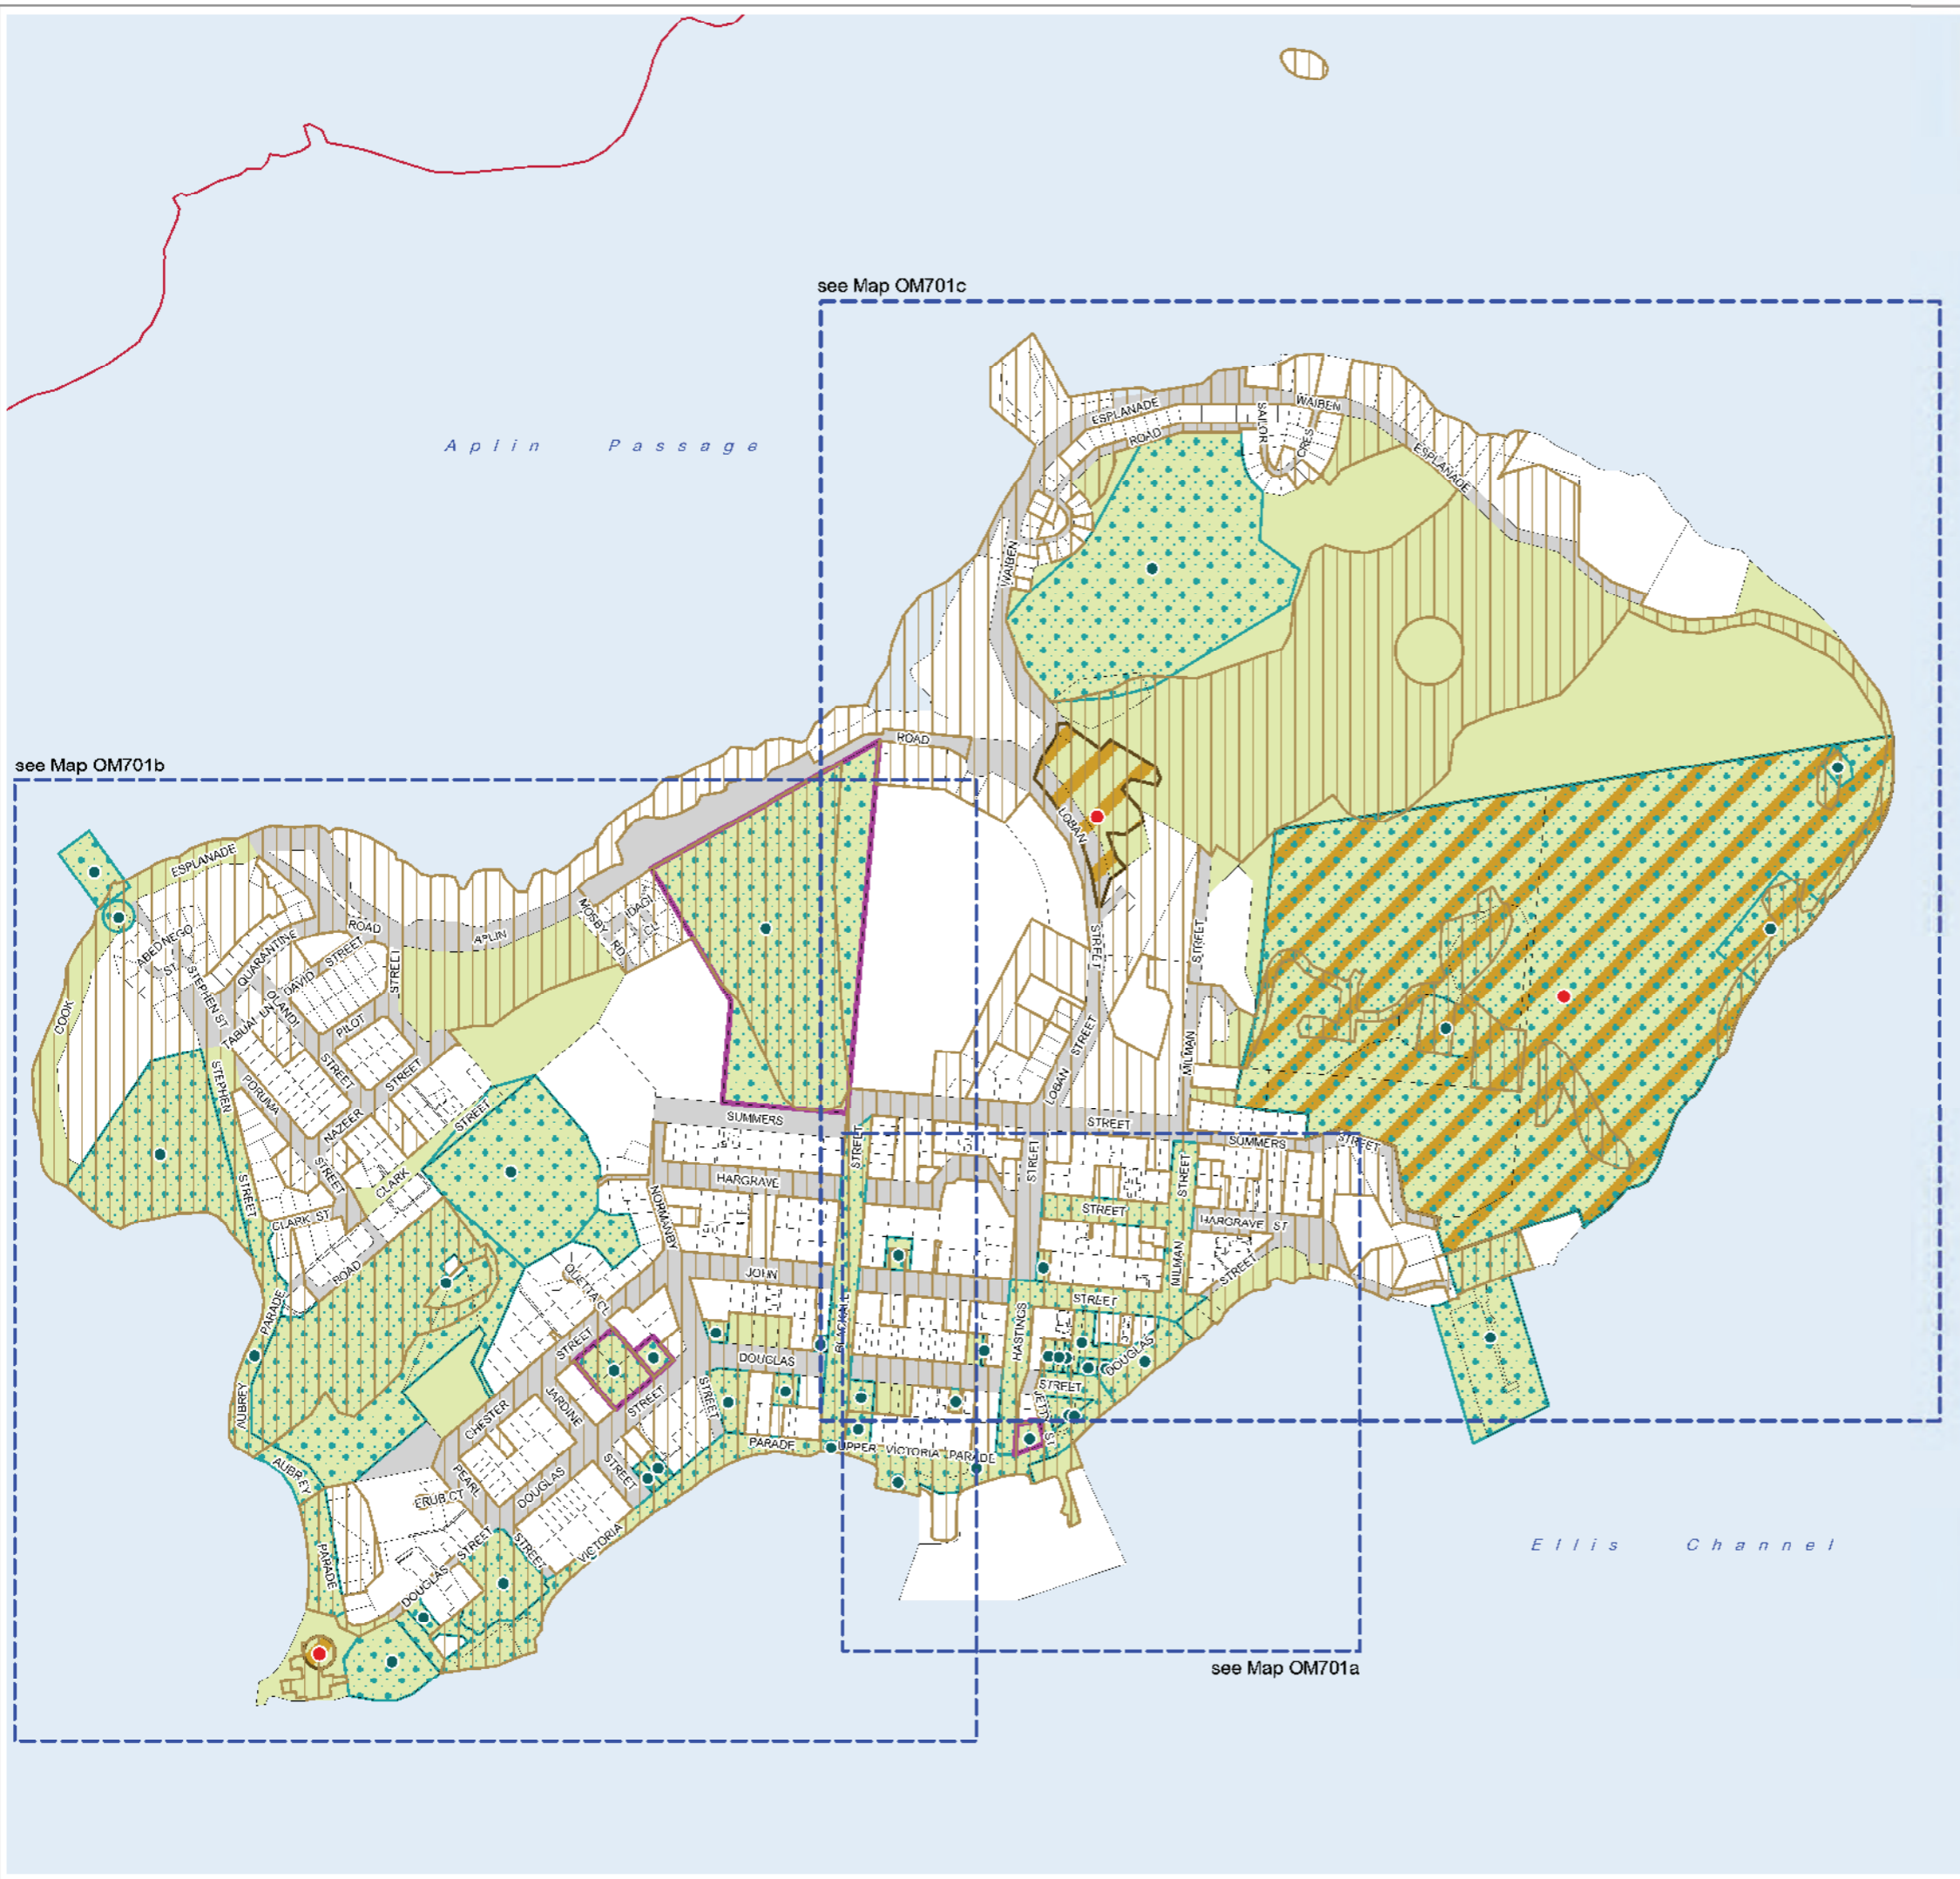 see Map OM701c
Aplin Passage
ESPLANADE
ROAD
SAILOR
CRES
WAIBEN
ESPLANADE
WAIBEN
ROAD
see Map OM701b
LOBAN
STREET
STREET
MILMAN
LOBAN STREET
ESPLANADE
ABEDNEGO
ST
QUARANTINE
ROAD
APLIN
MOSBY RD
IDAGI
CL
DAVID STREET
STREET
STEPHEN ST
OLANDI
TABUAI LN
PILOT
STREET
STREET
COOK
STEPHEN
STREET
PORUMA
STREET
NAZEER
STREET
CLARK
CLARK ST
ROAD
SUMMERS
STREET
SUMMERS
STREET
STREET
STREET
STREET
HARGRAVE
STREET
HARGRAVE ST
NORMANBY
MILMAN
STREET
JOHN
STREET
QUETTA CL
PARADE
AUBREY
BLACKALL
HASTINGS
DOUGLAS
DOUGLAS
STREET
STREET
JARDINE
STREET
STREET
CHESTER
JETTY ST
PARADE
UPPER VICTORIA PARADE
AUBREY
PEARL
STREET
ERUB CT
DOUGLAS
STREET
DOUGLAS STREET
VICTORIA
PARADE
Ellis Channel
see Map OM701a